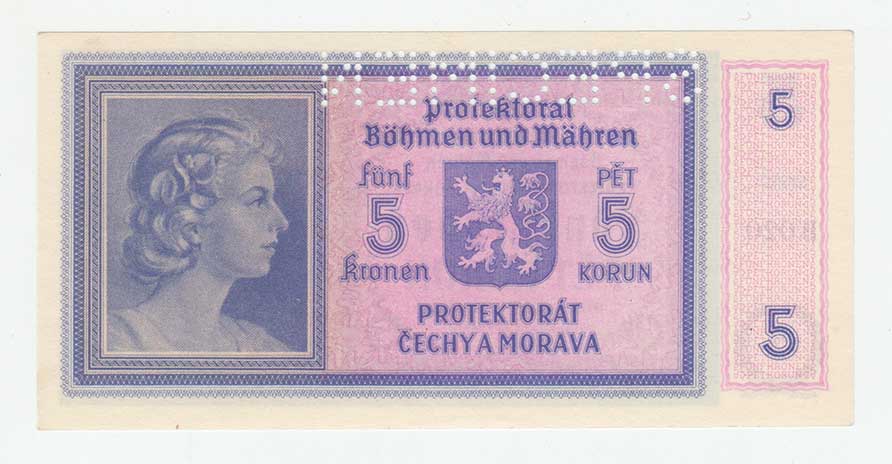 Protektorat
Böhmen und Mähren
fünf
5
Kronen
PĚT
5
KORUN
PROTEKTORÁT
ČECHY A MORAVA
5
5